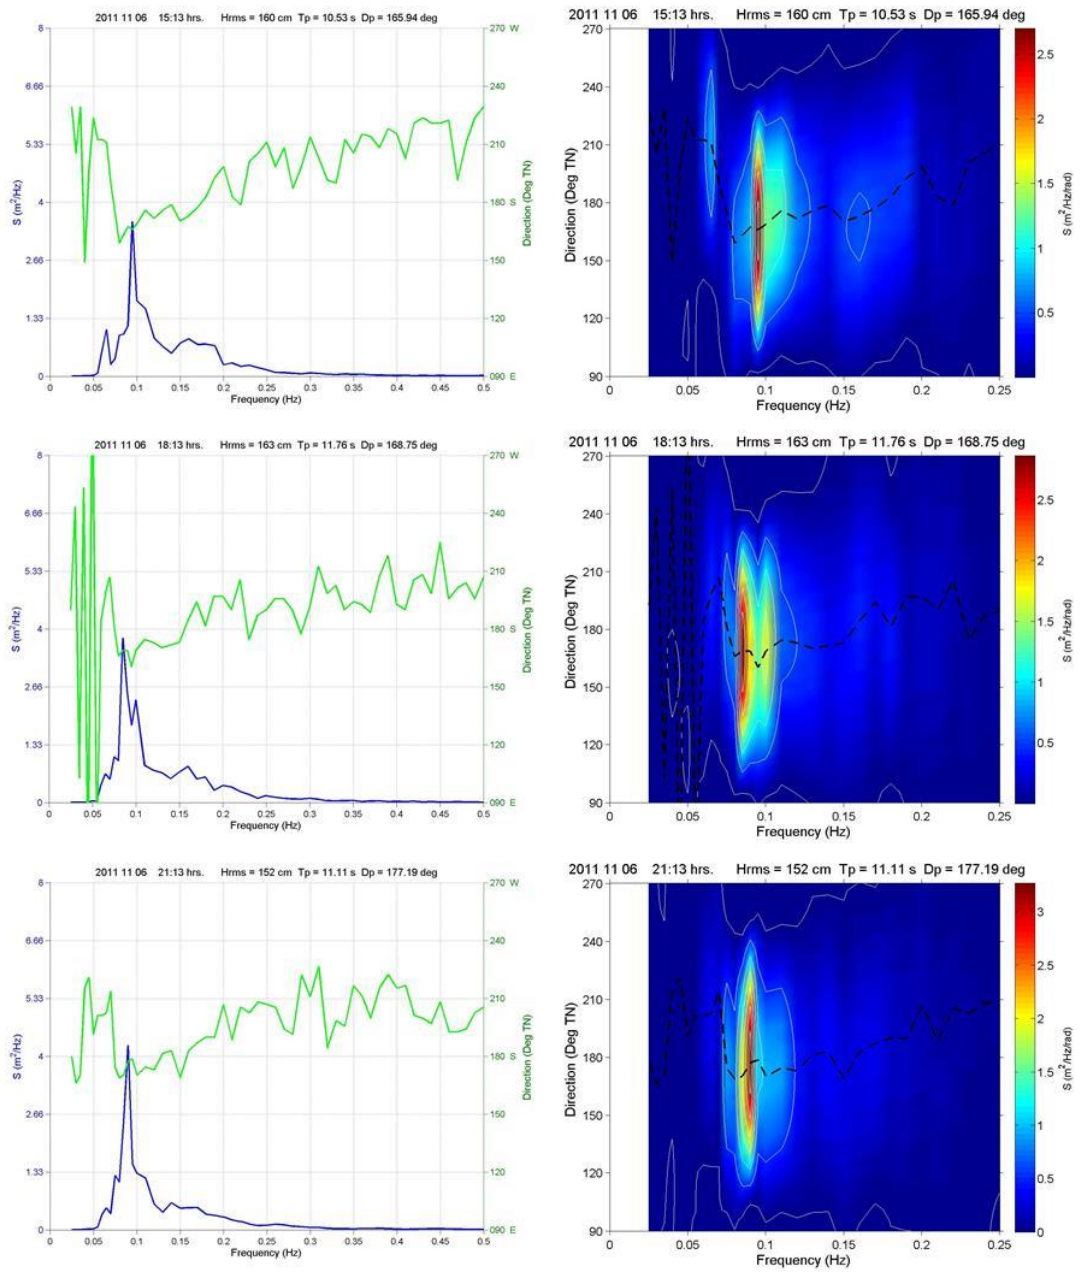 2011 11 06 15:13 hrs. Hrms = 160 cm Tp = 10.53 s Dp = 165.94 deg
8
6.66
5.33
4
2.66
1.33
0
S (m²/Hz)
270 W
240
210
180 S
150
120
090 E
Direction (Deg TN)
0 0.05 0.1 0.15 0.2 0.25 0.3 0.35 0.4 0.45 0.5
Frequency (Hz)
2011 11 06 15:13 hrs. Hrms = 160 cm Tp = 10.53 s Dp = 165.94 deg
270
240
210
180
150
120
90
Direction (Deg TN)
0 0.05 0.1 0.15 0.2 0.25
Frequency (Hz)
2.5
2
1.5
1
0.5
S (m²/Hz/rad)
2011 11 06 18:13 hrs. Hrms = 163 cm Tp = 11.76 s Dp = 168.75 deg
8
6.66
5.33
4
2.66
1.33
0
S (m²/Hz)
270 W
240
210
180 S
150
120
090 E
Direction (Deg TN)
0 0.05 0.1 0.15 0.2 0.25 0.3 0.35 0.4 0.45 0.5
Frequency (Hz)
2011 11 06 18:13 hrs. Hrms = 163 cm Tp = 11.76 s Dp = 168.75 deg
270
240
210
180
150
120
90
Direction (Deg TN)
0 0.05 0.1 0.15 0.2 0.25
Frequency (Hz)
2.5
2
1.5
1
0.5
S (m²/Hz/rad)
2011 11 06 21:13 hrs. Hrms = 152 cm Tp = 11.11 s Dp = 177.19 deg
8
6.66
5.33
4
2.66
1.33
0
S (m²/Hz)
270 W
240
210
180 S
150
120
090 E
Direction (Deg TN)
0 0.05 0.1 0.15 0.2 0.25 0.3 0.35 0.4 0.45 0.5
Frequency (Hz)
2011 11 06 21:13 hrs. Hrms = 152 cm Tp = 11.11 s Dp = 177.19 deg
270
240
210
180
150
120
90
Direction (Deg TN)
0 0.05 0.1 0.15 0.2 0.25
Frequency (Hz)
3
2.5
2
1.5
1
0.5
0
S (m²/Hz/rad)